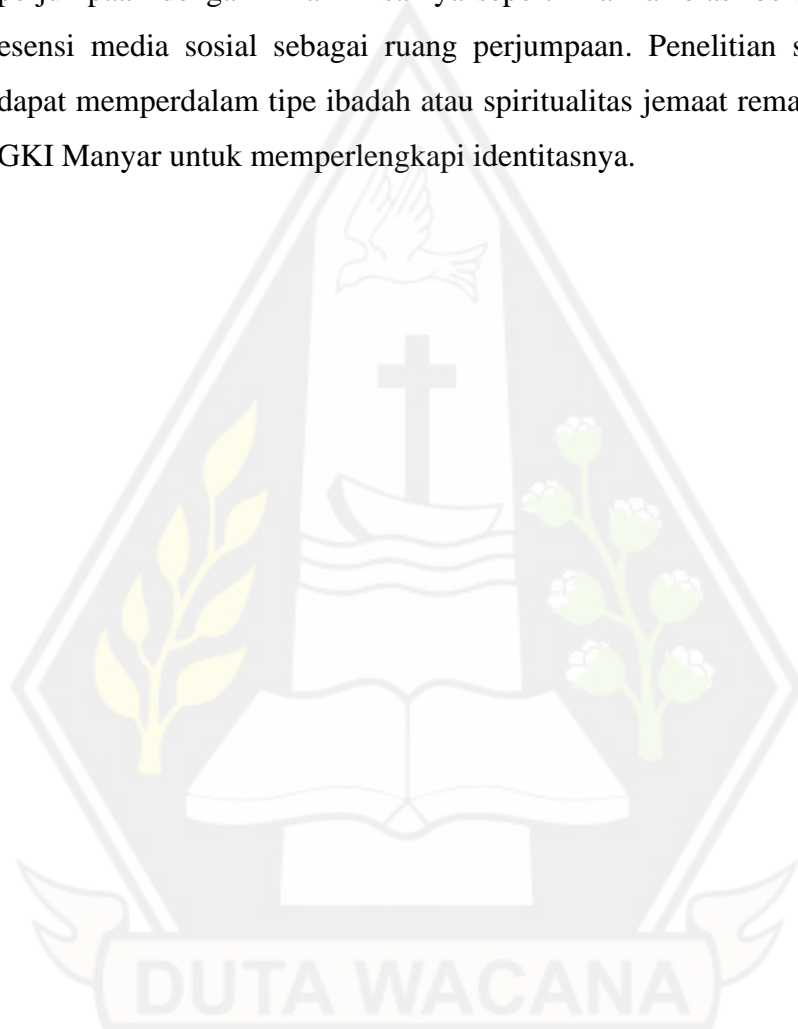 esensi media sosial sebagai ruang perjumpaan. Penelitian
dapat memperdalam tipe ibadah atau spiritualitas jemaat
GKI Manyar untuk memperlengkapi identitasnya.
DUTA WACANA